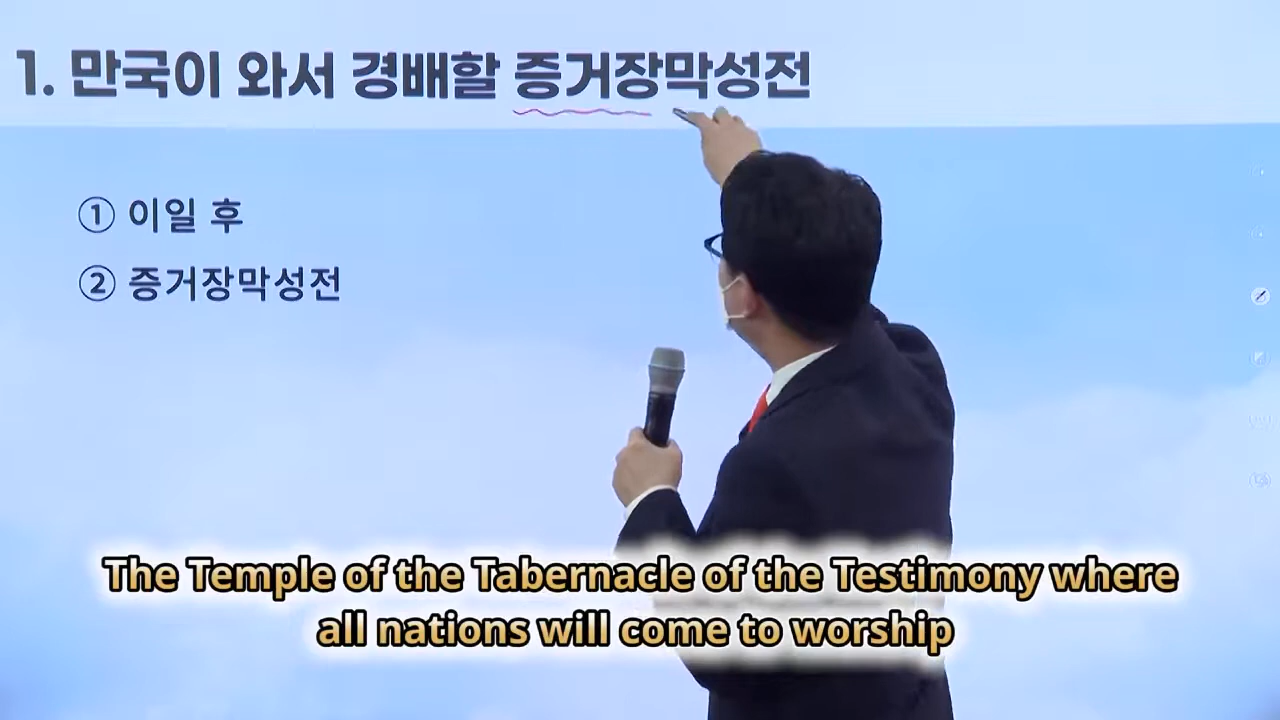 1. 만국이 와서 경배할 증거장막성전
① 이일 후
② 증거장막성전
The Temple of the Tabernacle of the Testimony where
all nations will come to worship